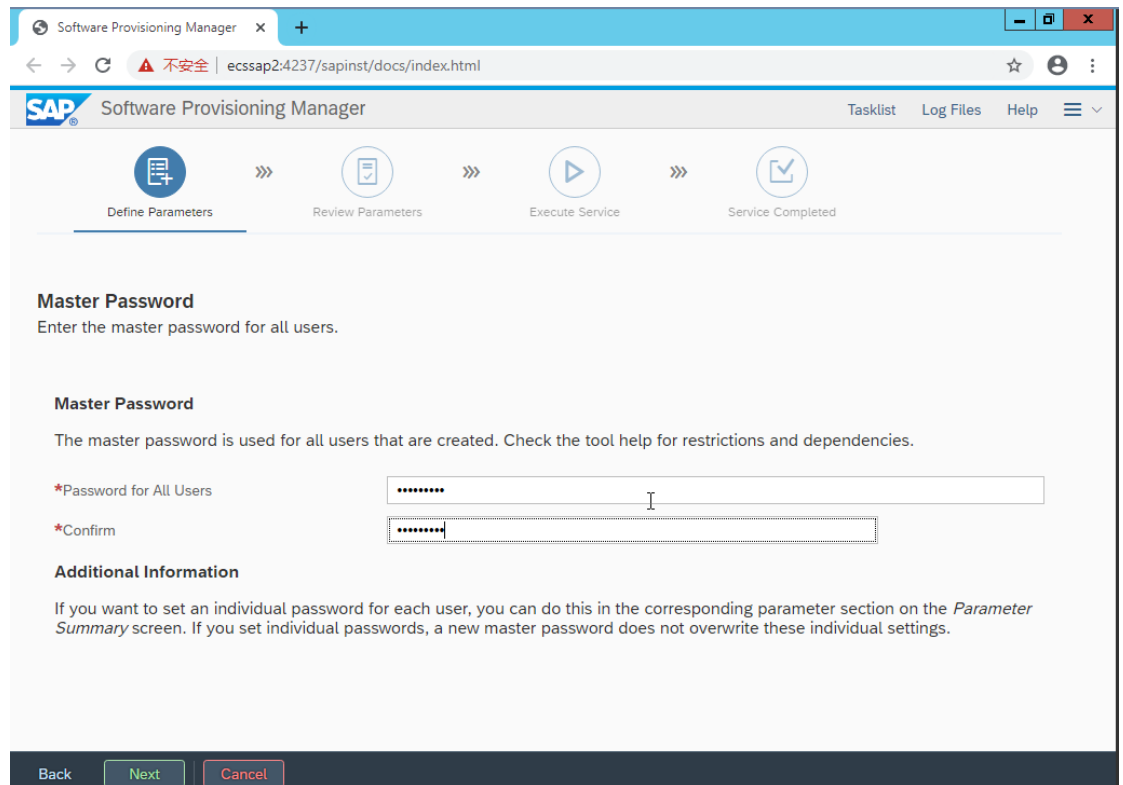 Software Provisioning Manager
不安全 ecssap2:4237/sapinst/docs/index.html
SAP Software Provisioning Manager Tasklist Log Files Help
Define Parameters Review Parameters Execute Service Service Completed
Master Password
Enter the master password for all users.
Master Password
The master password is used for all users that are created. Check the tool help for restrictions and dependencies.
*Password for All Users •••••••••
*Confirm •••••••••
Additional Information
If you want to set an individual password for each user, you can do this in the corresponding parameter section on the Parameter
Summary screen. If you set individual passwords, a new master password does not overwrite these individual settings.
Back Next Cancel